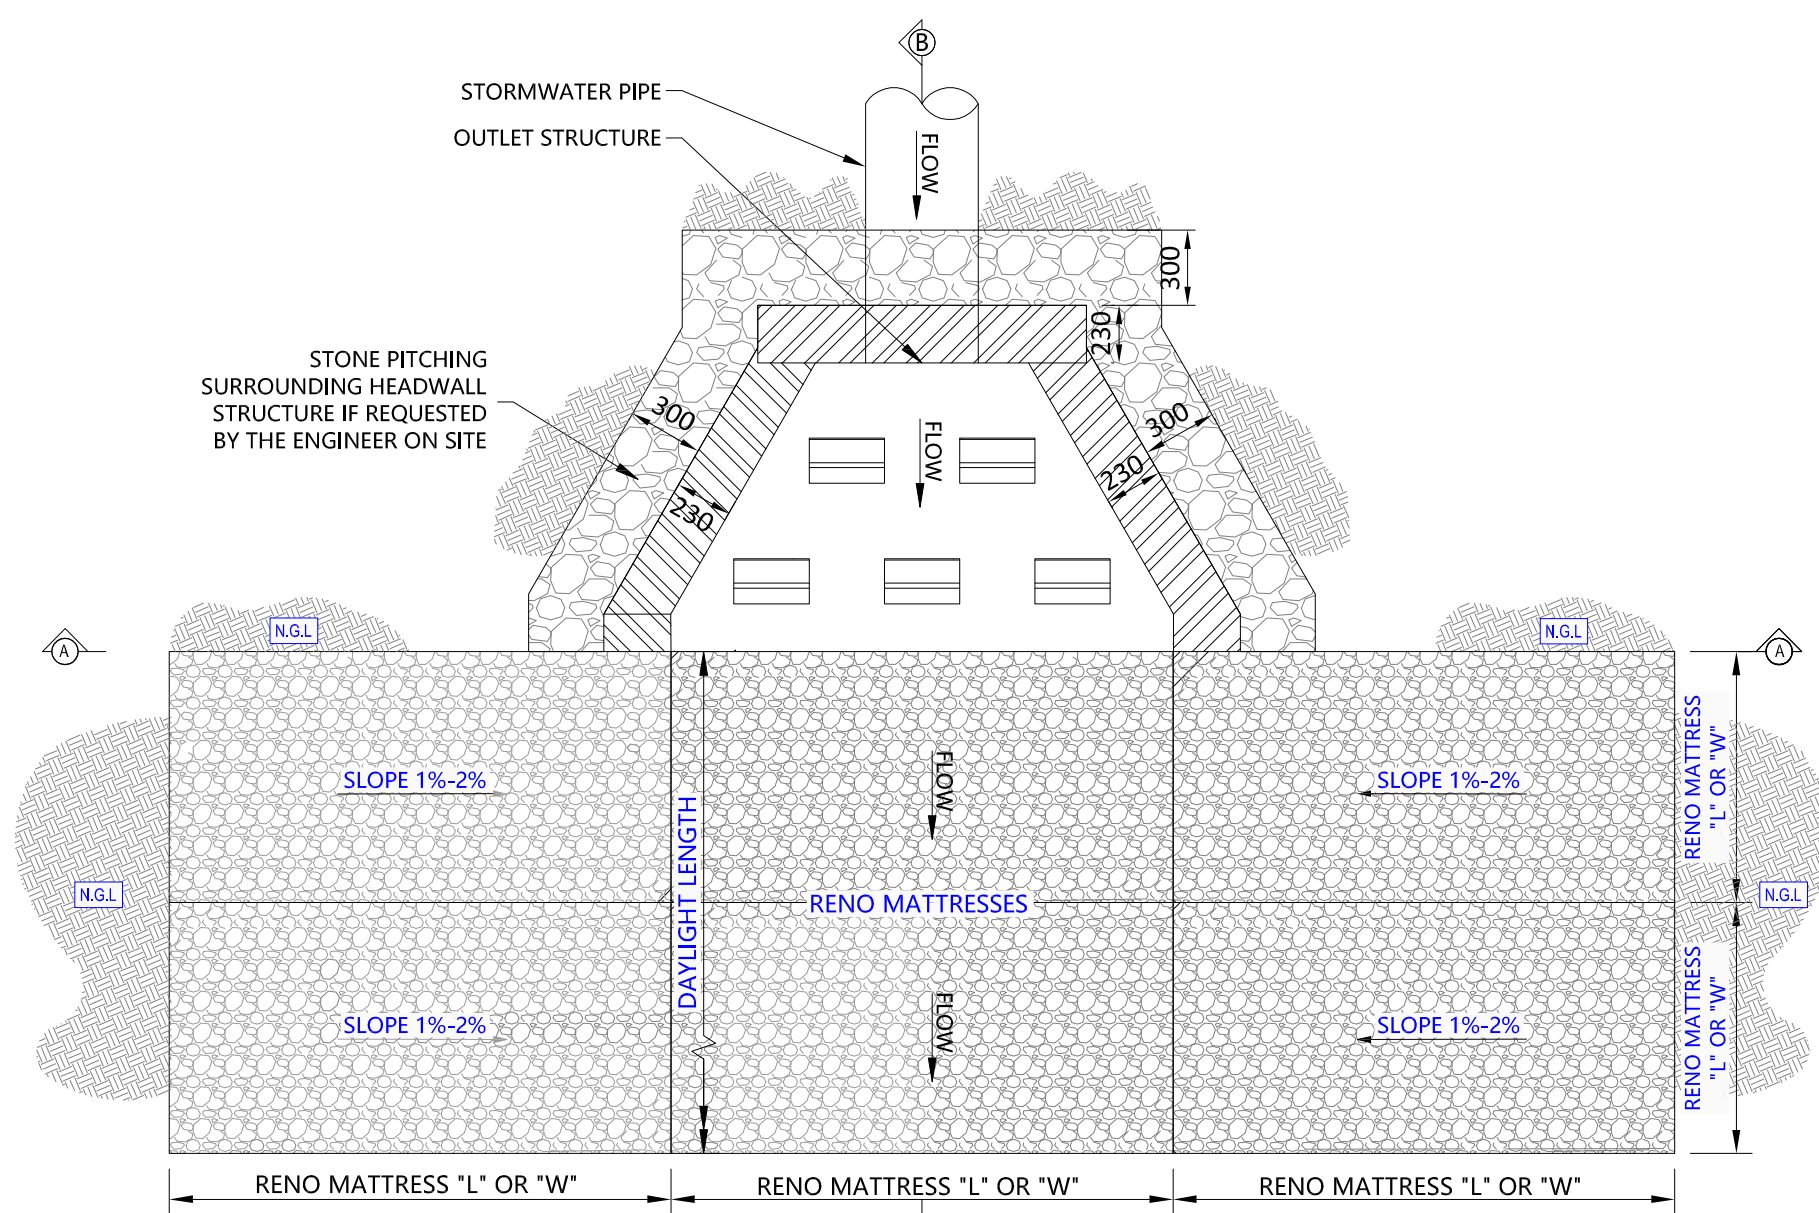 B
STORMWATER PIPE
OUTLET STRUCTURE
FLOW
300
230
STONE PITCHING
SURROUNDING HEADWALL
STRUCTURE IF REQUESTED
BY THE ENGINEER ON SITE
300
300
FLOW
230
230
N.G.L
N.G.L
A
A
RENO MATTRESS
"L" OR "W"
SLOPE 1%-2%
FLOW
SLOPE 1%-2%
DAYLIGHT LENGTH
N.G.L
RENO MATTRESSES
N.G.L
RENO MATTRESS
"L" OR "W"
SLOPE 1%-2%
FLOW
SLOPE 1%-2%
RENO MATTRESS "L" OR "W"
RENO MATTRESS "L" OR "W"
RENO MATTRESS "L" OR "W"